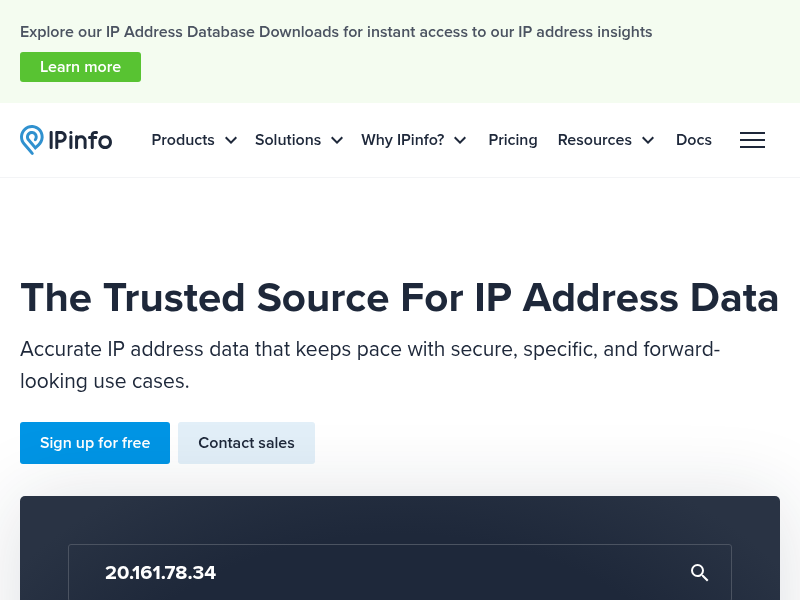 Explore our IP Address Database Downloads for instant access to our IP address insights
Learn more
IPinfo
Products
Solutions
Why IPinfo?
Pricing
Resources
Docs
The Trusted Source For IP Address Data
Accurate IP address data that keeps pace with secure, specific, and forward-
looking use cases.
Sign up for free
Contact sales
20.161.78.34